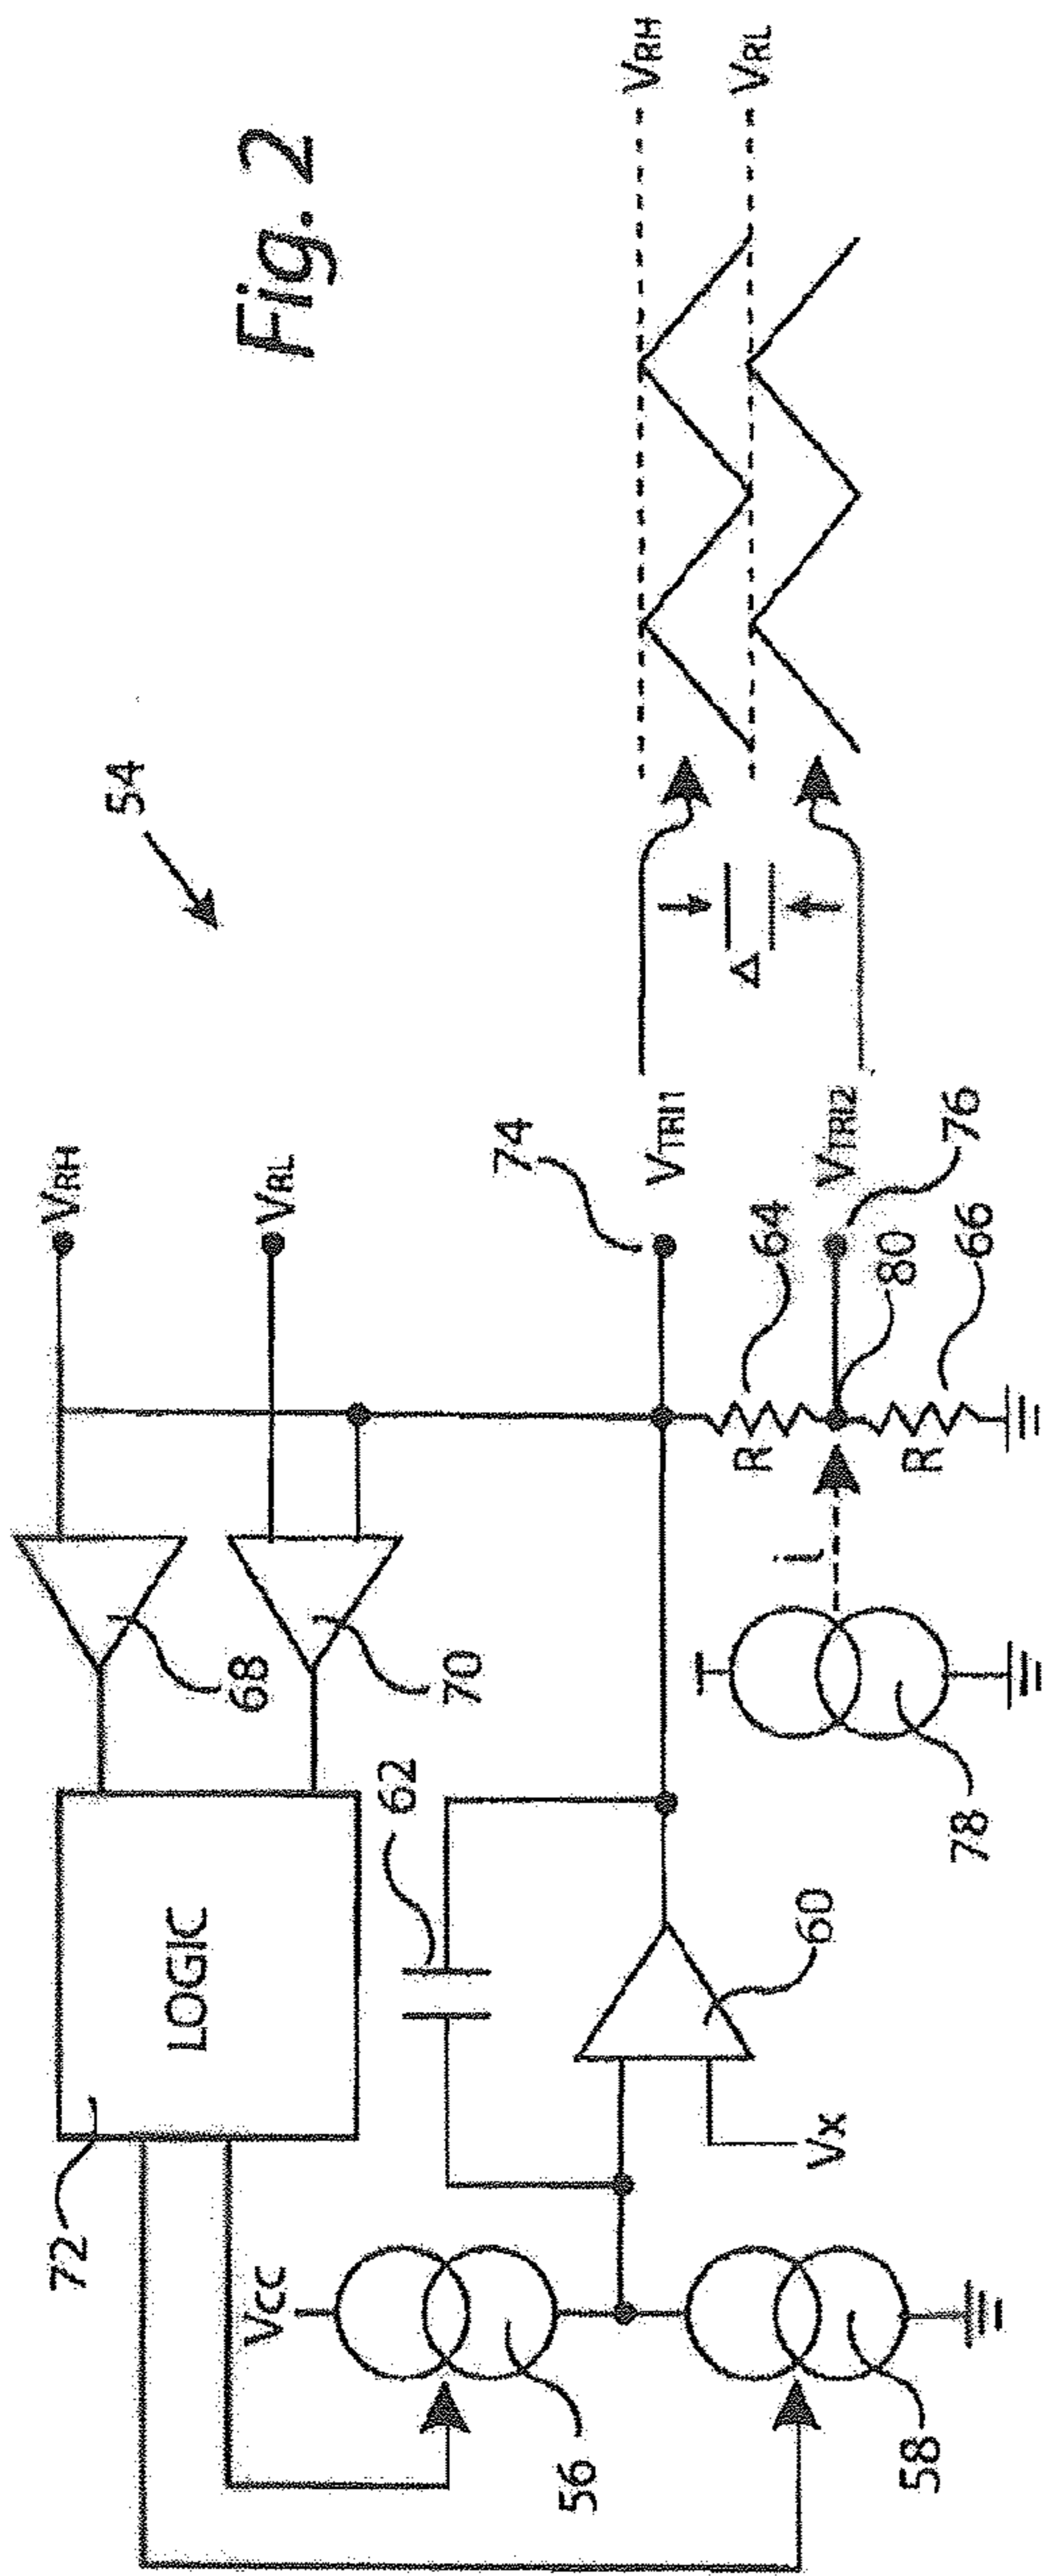 Fig. 2
54
72
LOGIC
68
70
VRH
VRL
VCC
56
58
62
60
Vx
74
VTRI1
VTRI2
76
64
R
80
66
R
i
78
Δ
VRH
VRL